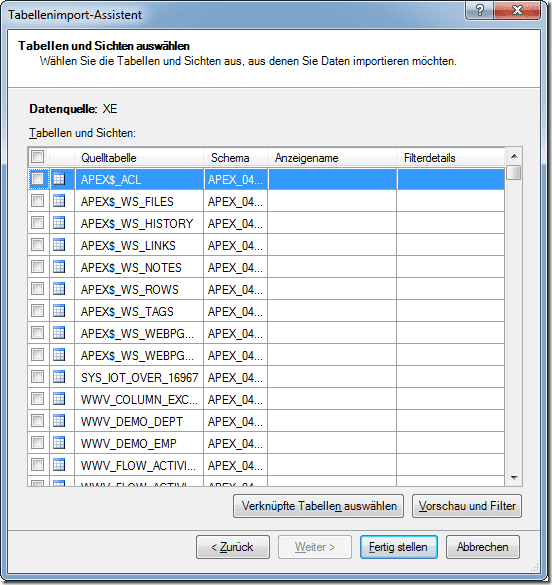 Tabellenimport-Assistent
Tabellen und Sichten auswählen
Wählen Sie die Tabellen und Sichten aus, aus denen Sie Daten importieren möchten.
Datenquelle: XE
Tabellen und Sichten:
Quelltabelle Schema Anzeigename Filterdetails
APEX$_ACL APEX_04...
APEX$_WS_FILES APEX_04...
APEX$_WS_HISTORY APEX_04...
APEX$_WS_LINKS APEX_04...
APEX$_WS_NOTES APEX_04...
APEX$_WS_ROWS APEX_04...
APEX$_WS_TAGS APEX_04...
APEX$_WS_WEBPG... APEX_04...
APEX$_WS_WEBPG... APEX_04...
SYS_IOT_OVER_16967 APEX_04...
WWV_COLUMN_EXC... APEX_04...
WWV_DEMO_DEPT APEX_04...
WWV_DEMO_EMP APEX_04...
WWV_FLOW_ACTIVI... APEX_04...
WWV_FLOW_ACTIVI... APEX_04...
Verknüpfte Tabellen auswählen Vorschau und Filter
< Zurück Weiter > Fertig stellen Abbrechen